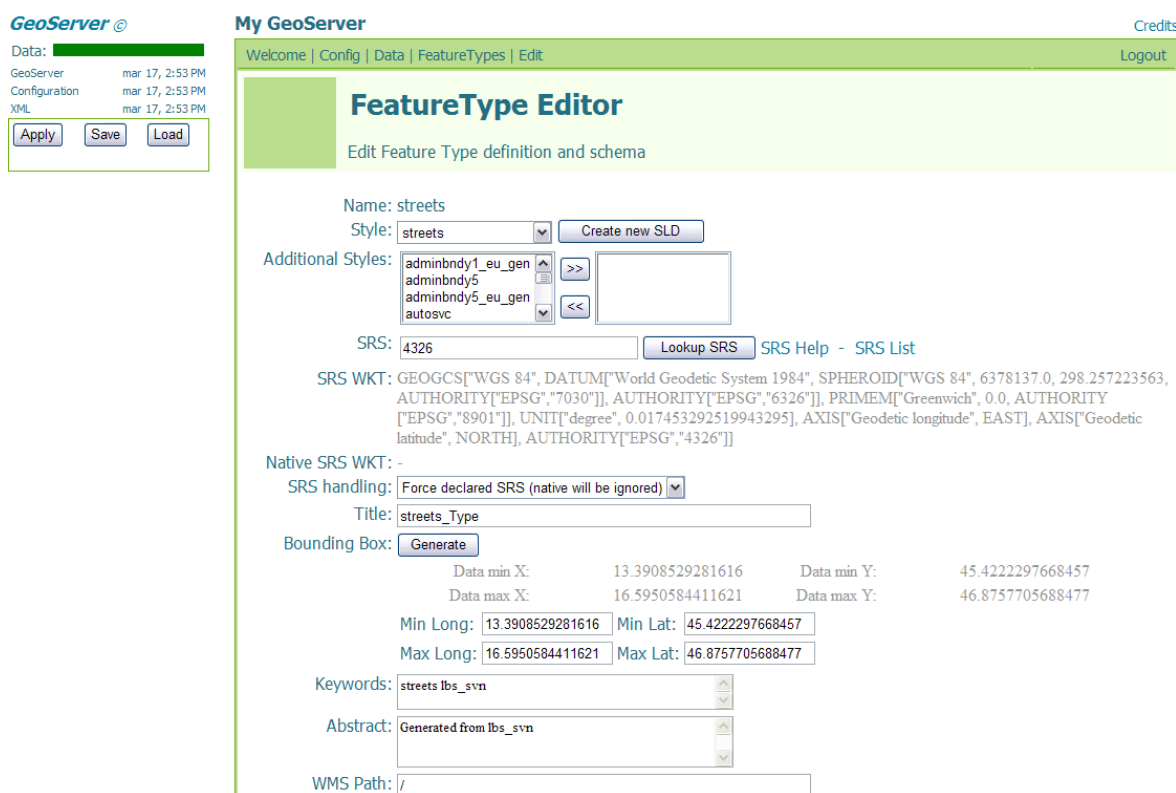 GeoServer ©
Data:
GeoServer mar 17, 2:53 PM
Configuration mar 17, 2:53 PM
XML mar 17, 2:53 PM
Apply Save Load
My GeoServer
Credits
Welcome | Config | Data | FeatureTypes | Edit
Logout
FeatureType Editor
Edit Feature Type definition and schema
Name: streets
Style: streets Create new SLD
Additional Styles: adminbndy1_eu_gen >>
adminbndy5
adminbndy5_eu_gen <<
autosvc
SRS: 4326 Lookup SRS SRS Help - SRS List
SRS WKT: GEOGCS["WGS 84", DATUM["World Geodetic System 1984", SPHEROID["WGS 84", 6378137.0, 298.257223563,
AUTHORITY["EPSG","7030"]], AUTHORITY["EPSG","6326"]], PRIMEM["Greenwich", 0.0, AUTHORITY
["EPSG","8901"]], UNIT["degree", 0.017453292519943295], AXIS["Geodetic longitude", EAST], AXIS["Geodetic
latitude", NORTH], AUTHORITY["EPSG","4326"]]
Native SRS WKT: -
SRS handling: Force declared SRS (native will be ignored)
Title: streets_Type
Bounding Box: Generate
Data min X: 13.3908529281616 Data min Y: 45.4222297668457
Data max X: 16.5950584411621 Data max Y: 46.8757705688477
Min Long: 13.3908529281616 Min Lat: 45.4222297668457
Max Long: 16.5950584411621 Max Lat: 46.8757705688477
Keywords: streets lbs_svn
Abstract: Generated from lbs_svn
WMS Path: /